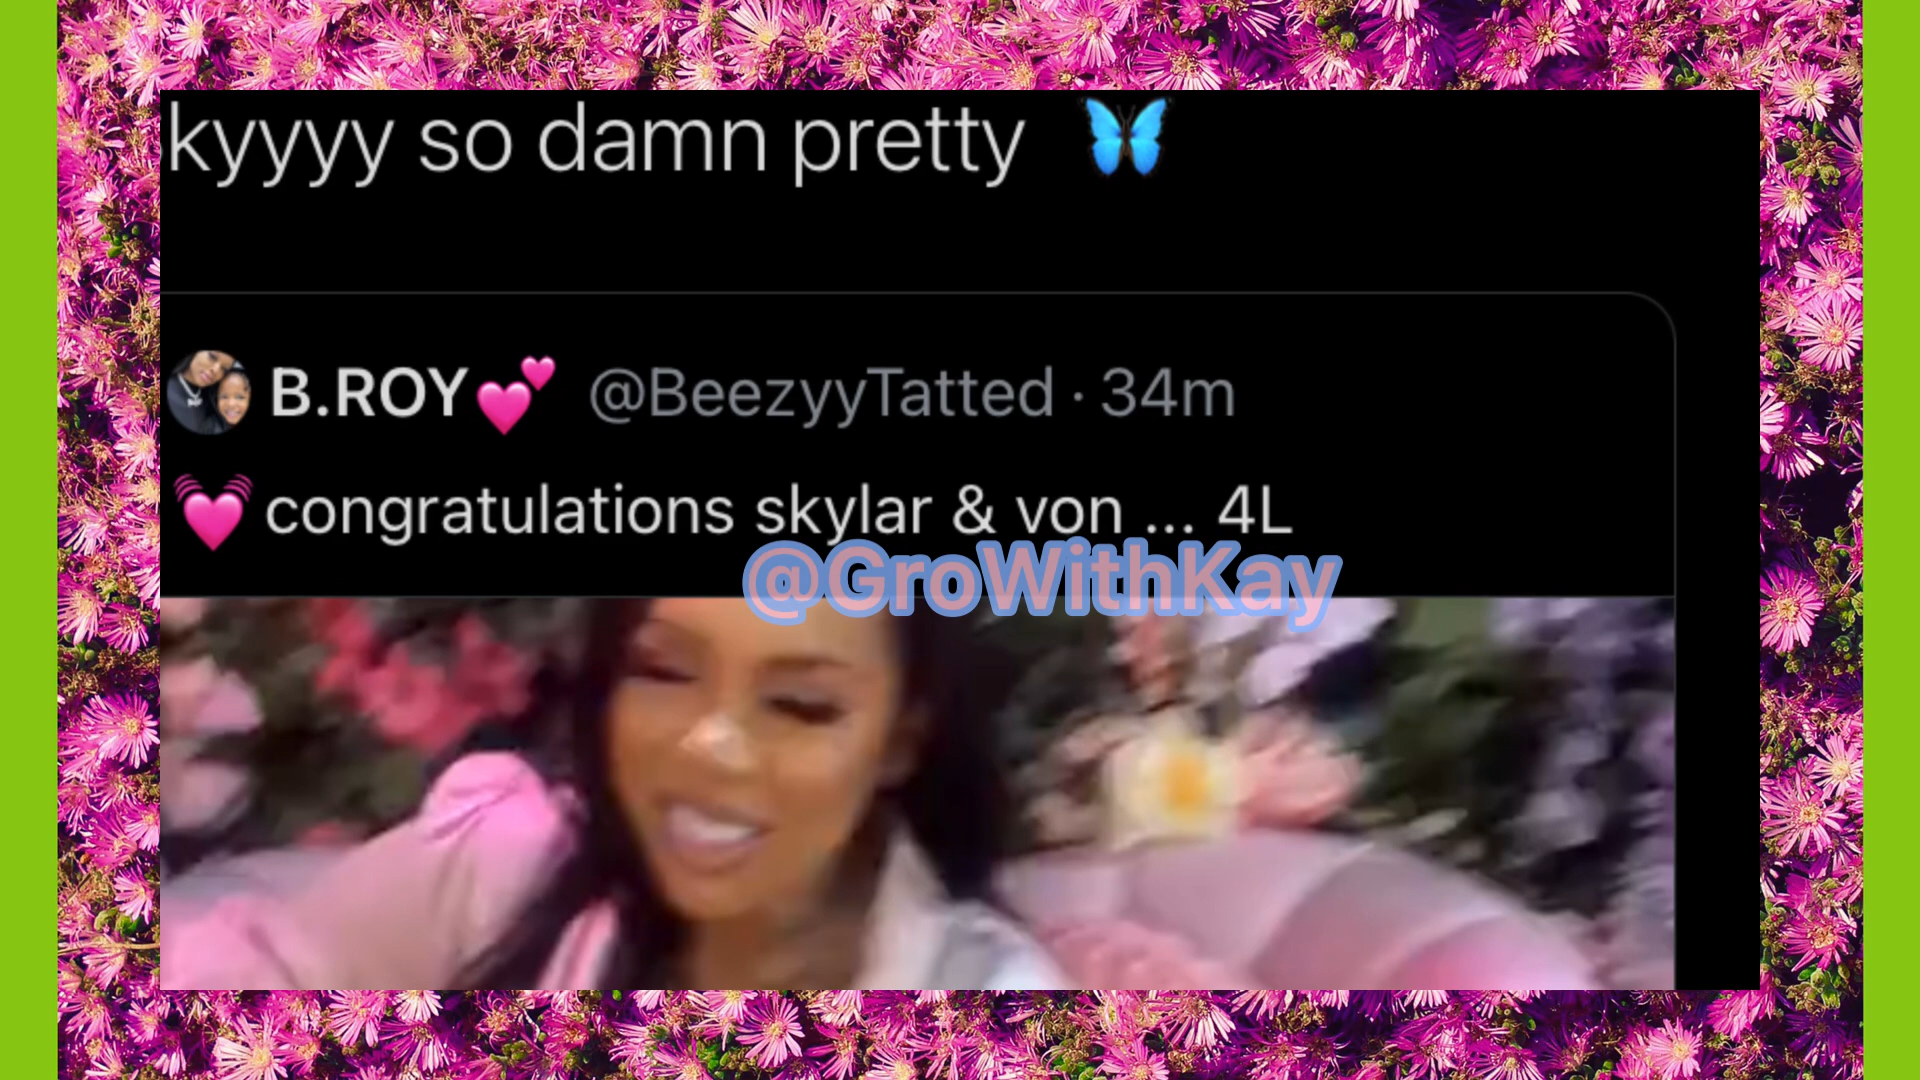 kyyyy so damn pretty 🦋
B.ROY💕 @BeezyyTatted · 34m
💓 congratulations skylar & von ... 4L
@GroWithKay